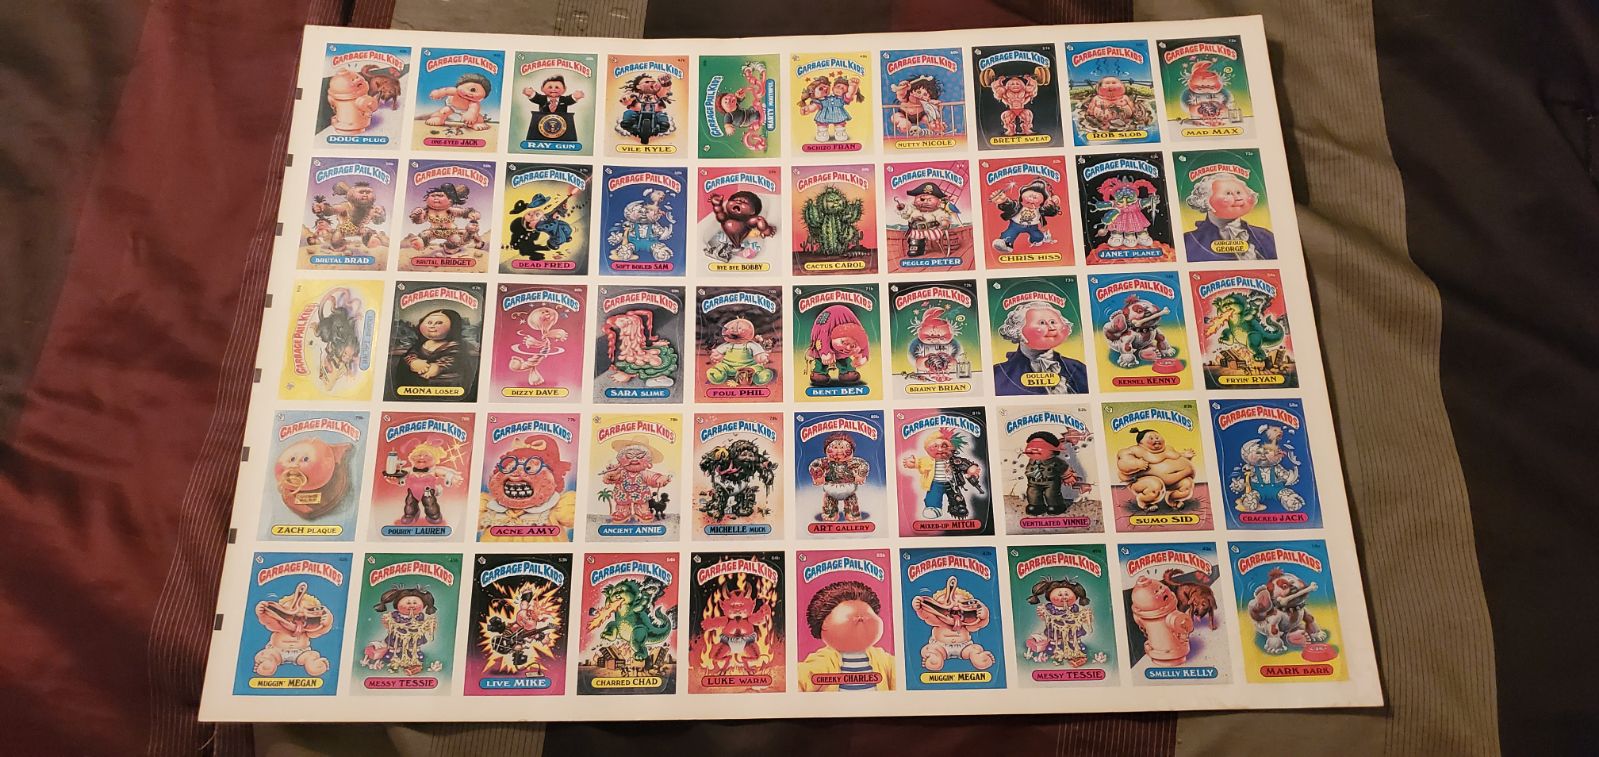 GARBAGE PAIL KIDS
DOUG PLUG
GARBAGE PAIL KIDS
ONE-EYED JACK
GARBAGE PAIL KIDS
RAY GUN
GARBAGE PAIL KIDS
VILE KYLE
GARBAGE PAIL KIDS
GARBAGE PAIL KIDS
SCHIZO FRAN
GARBAGE PAIL KIDS
NUTTY NICOLE
GARBAGE PAIL KIDS
BRETT SWEAT
GARBAGE PAIL KIDS
ROB SLOB
GARBAGE PAIL KIDS
MAD MAX
GARBAGE PAIL KIDS
BRUTAL BRAD
GARBAGE PAIL KIDS
BRUTAL BRIDGET
GARBAGE PAIL KIDS
DEAD FRED
GARBAGE PAIL KIDS
SOFT BOILED SAM
GARBAGE PAIL KIDS
BYE BYE BOBBY
GARBAGE PAIL KIDS
CACTUS CAROL
GARBAGE PAIL KIDS
PEGLEG PETER
GARBAGE PAIL KIDS
CHRIS HISS
GARBAGE PAIL KIDS
JANET PLANET
GARBAGE PAIL KIDS
GORGEOUS
GEORGE
GARBAGE PAIL KIDS
GARBAGE PAIL KIDS
MONA LOSER
GARBAGE PAIL KIDS
DIZZY DAVE
GARBAGE PAIL KIDS
SARA SLIME
GARBAGE PAIL KIDS
FOUL PHIL
GARBAGE PAIL KIDS
BENT BEN
GARBAGE PAIL KIDS
BRAINY BRIAN
GARBAGE PAIL KIDS
DOLLAR
BILL
GARBAGE PAIL KIDS
KENNEL KENNY
GARBAGE PAIL KIDS
FRYIN' RYAN
GARBAGE PAIL KIDS
ZACH PLAQUE
GARBAGE PAIL KIDS
POURIN' LAUREN
GARBAGE PAIL KIDS
ACNE AMY
GARBAGE PAIL KIDS
ANCIENT ANNIE
GARBAGE PAIL KIDS
MICHELLE MUCK
GARBAGE PAIL KIDS
ART GALLERY
GARBAGE PAIL KIDS
MIXED-UP MITCH
GARBAGE PAIL KIDS
VENTILATED VINNIE
GARBAGE PAIL KIDS
SUMO SID
GARBAGE PAIL KIDS
CRACKED JACK
GARBAGE PAIL KIDS
MUGGIN' MEGAN
GARBAGE PAIL KIDS
MESSY TESSIE
GARBAGE PAIL KIDS
LIVE MIKE
GARBAGE PAIL KIDS
CHARRED CHAD
GARBAGE PAIL KIDS
LUKE WARM
GARBAGE PAIL KIDS
CHEEKY CHARLES
GARBAGE PAIL KIDS
MUGGIN' MEGAN
GARBAGE PAIL KIDS
MESSY TESSIE
GARBAGE PAIL KIDS
SMELLY KELLY
GARBAGE PAIL KIDS
MARK BARK